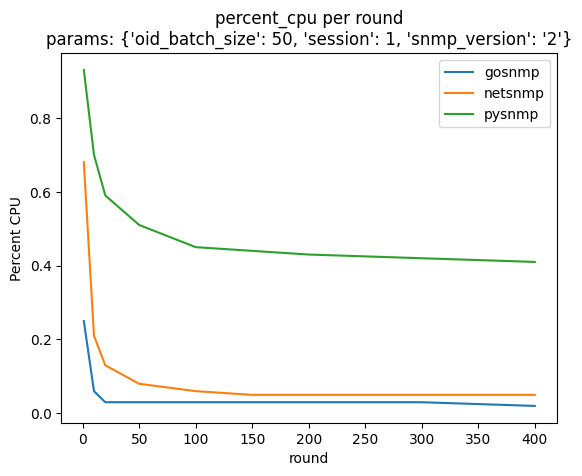 percent_cpu per round
params: {'oid_batch_size': 50, 'session': 1, 'snmp_version': '2'}
gosnmp
netsnmp
pysnmp
Percent CPU
0.8
0.6
0.4
0.2
0.0
0 50 100 150 200 250 300 350 400
round